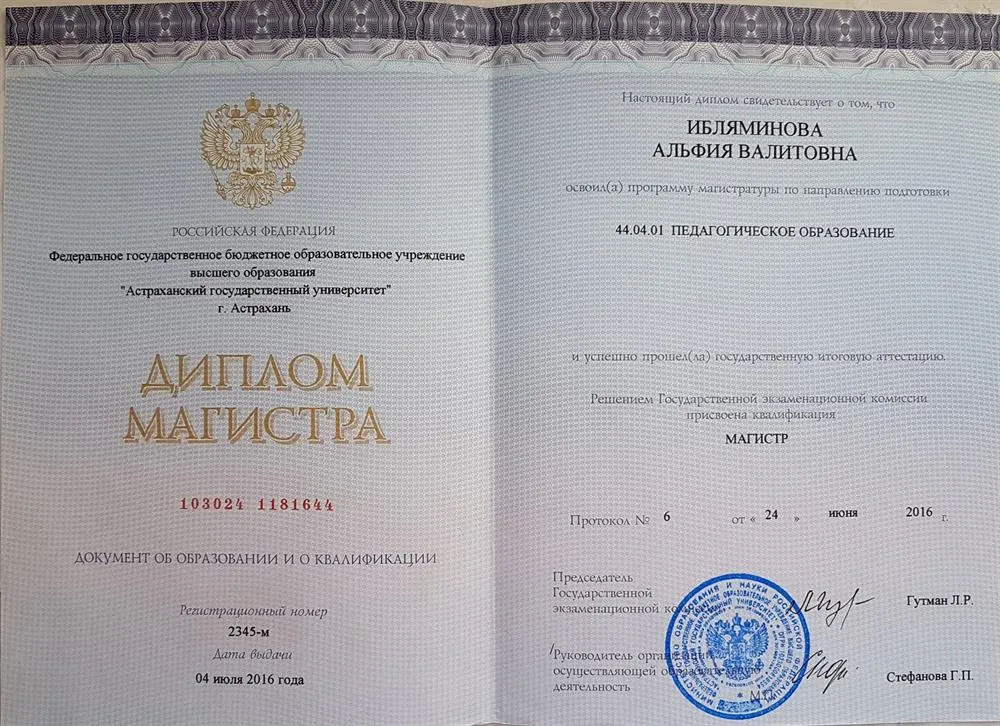 РОССИЙСКАЯ ФЕДЕРАЦИЯ
Федеральное государственное бюджетное образовательное учреждение
высшего образования
"Астраханский государственный университет"
г. Астрахань
ДИПЛОМ
МАГИСТРА
103024 1181644
ДОКУМЕНТ ОБ ОБРАЗОВАНИИ И О КВАЛИФИКАЦИИ
Регистрационный номер
2345-м
Дата выдачи
04 июля 2016 года
Настоящий диплом свидетельствует о том, что
ИБЛЯМИНОВА
АЛЬФИЯ ВАЛИТОВНА
освоил(а) программу магистратуры по направлению подготовки
44.04.01 ПЕДАГОГИЧЕСКОЕ ОБРАЗОВАНИЕ
и успешно прошел(ла) государственную итоговую аттестацию.
Решением Государственной экзаменационной комиссии
присвоена квалификация
МАГИСТР
Протокол № 6 от « 24 » июня 2016 г.
Председатель
Государственной
экзаменационной комиссии
Гутман Л.Р.
Руководитель организации,
осуществляющей образовательную
деятельность
Стефанова Г.П.
М.П.